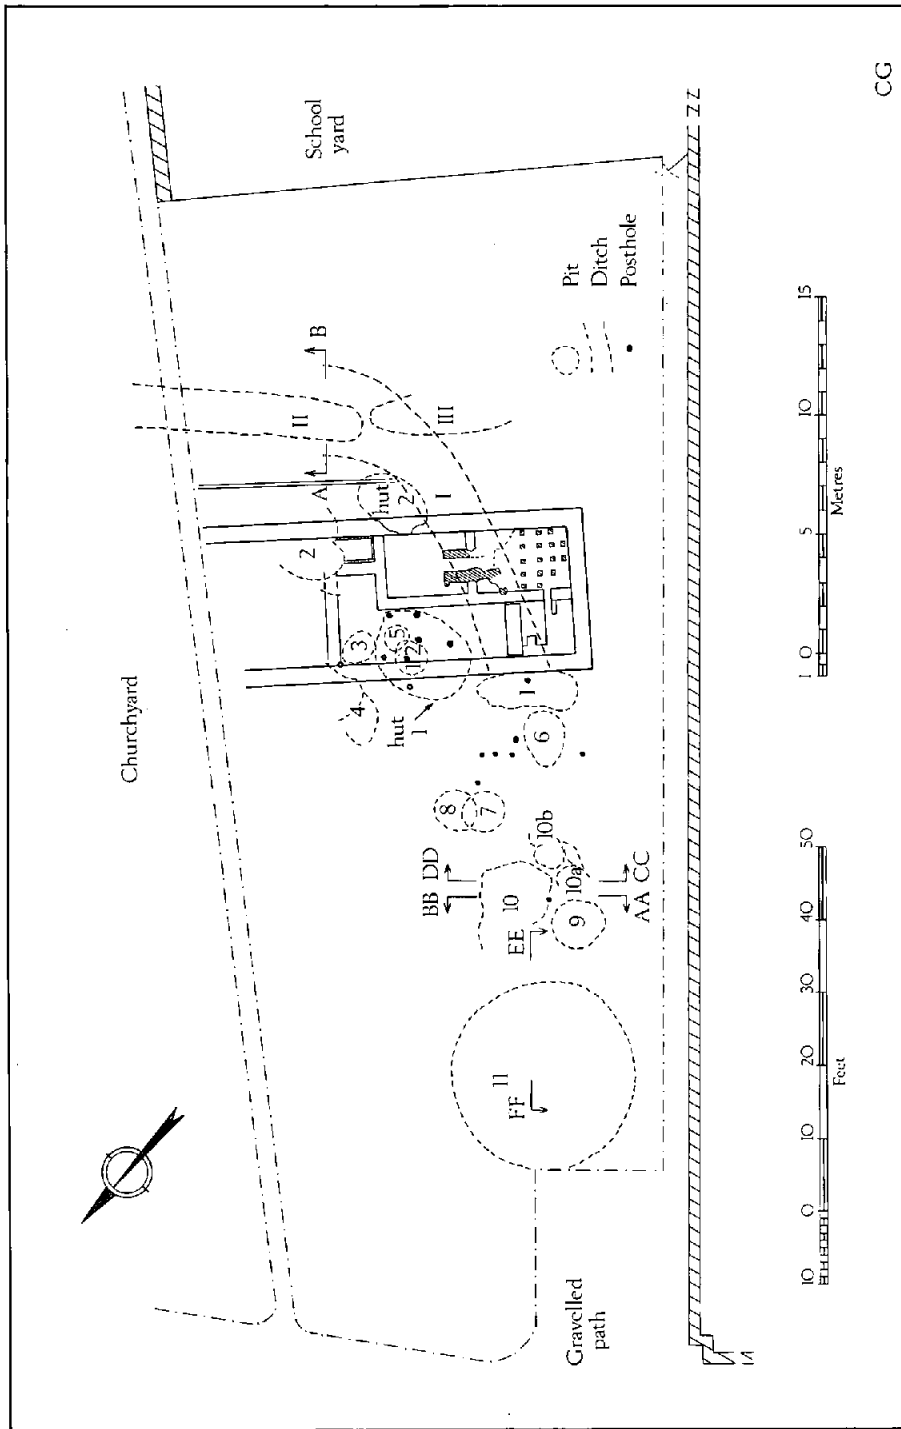 Churchyard
School
yard
Gravelled
path
CG
Pit
Ditch
Posthole
A
B
II
III
I
hut
2
2
3
4
5
1
2
hut
1
1
6
7
8
10b
10a
10
9
BB DD
AA CC
EE
FF
11
10 0 10 20 30 40 50
Feet
1 0 5 10 15
Metres